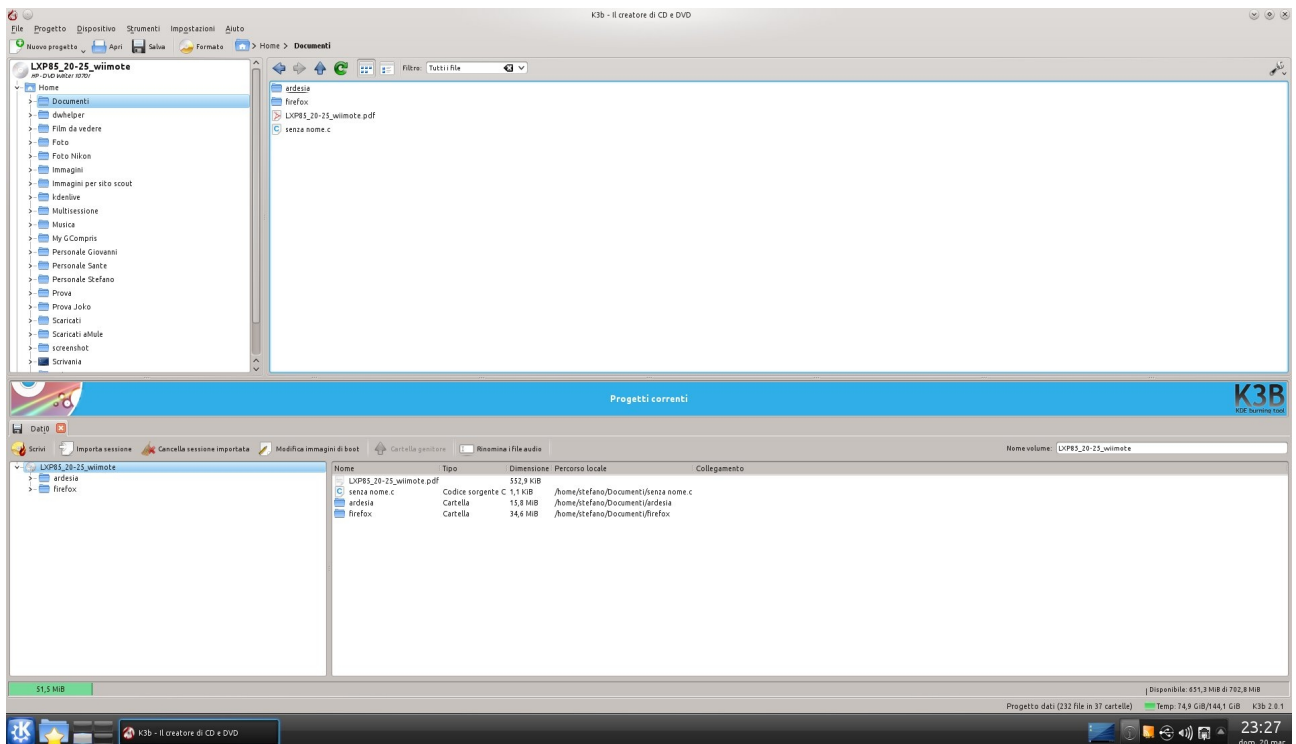 K3b - Il creatore di CD e DVD
File Progetto Dispositivo Strumenti Impostazioni Aiuto
Nuovo progetto Apri Salva Formato > Home > Documenti
LXP85_20-25_wiimote
Filtro: Tutti i file
Home
Documenti
dwhelper
Film da vedere
Foto
Foto Nikon
Immagini
Immagini per sito scout
kdenlive
Multisessione
Musica
My GCompris
Personale Giovanni
Personale Sante
Personale Stefano
Prova
Prova Joko
Scaricati
Scaricati aMule
screenshot
Scrivania
ardesia
firefox
LXP85_20-25_wiimote.pdf
senza nome.c
Progetti correnti
K3B
KDE burning tool
Dati0
Scrivi Importa sessione Cancella sessione importata Modifica immagini di boot Cartella genitore Rinomina i file audio Nome volume: LXP85_20-25_wiimote
LXP85_20-25_wiimote
ardesia
firefox
Nome Tipo Dimensione Percorso locale Collegamento
LXP85_20-25_wiimote.pdf 552,9 KiB
senza nome.c Codice sorgente C 1,1 KiB /home/stefano/Documenti/senza nome.c
ardesia Cartella 15,8 MiB /home/stefano/Documenti/ardesia
firefox Cartella 34,6 MiB /home/stefano/Documenti/firefox
51,5 MiB Disponibile: 651,3 MiB di 702,8 MiB
Progetto dati (232 file in 37 cartelle) Temp: 74,9 GiB/144,1 GiB K3b 2.0.1
K3b - Il creatore di CD e DVD 23:27
dom 20 mar